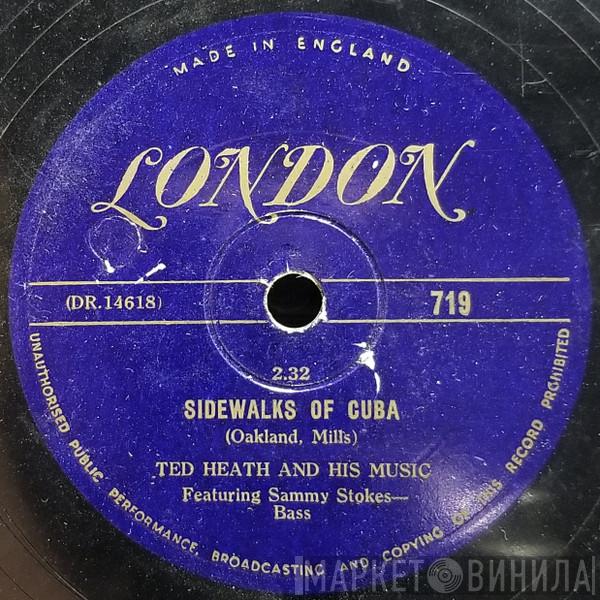 MADE IN ENGLAND
LONDON
(DR.14618) 719
2.32
SIDEWALKS OF CUBA
(Oakland, Mills)
TED HEATH AND HIS MUSIC
Featuring Sammy Stokes—
Bass
UNAUTHORISED PUBLIC PERFORMANCE, BROADCASTING AND COPYING OF THIS RECORD PROHIBITED
МАРКЕТ ВИНИЛА